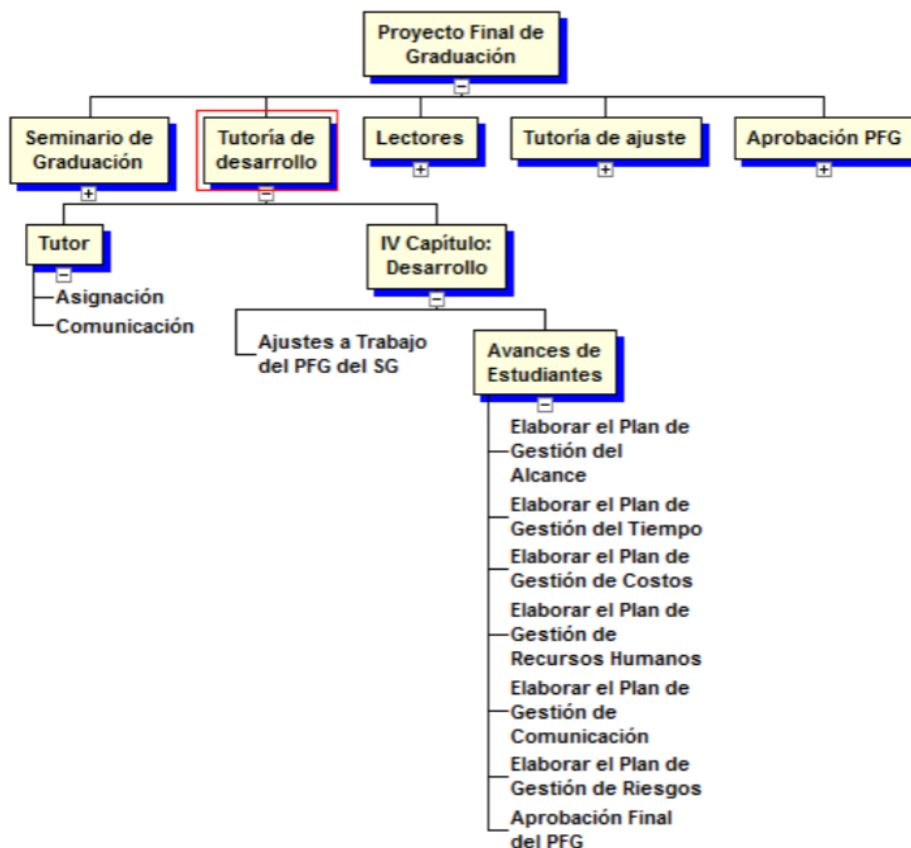 Proyecto Final de
Graduación
Seminario de
Graduación
Tutoría de
desarrollo
Lectores
Tutoría de ajuste
Aprobación PFG
Tutor
Asignación
Comunicación
IV Capítulo:
Desarrollo
Ajustes a Trabajo
del PFG del SG
Avances de
Estudiantes
Elaborar el Plan de
Gestión del
Alcance
Elaborar el Plan de
Gestión del Tiempo
Elaborar el Plan de
Gestión de Costos
Elaborar el Plan de
Gestión de
Recursos Humanos
Elaborar el Plan de
Gestión de
Comunicación
Elaborar el Plan de
Gestión de Riesgos
Aprobación Final
del PFG